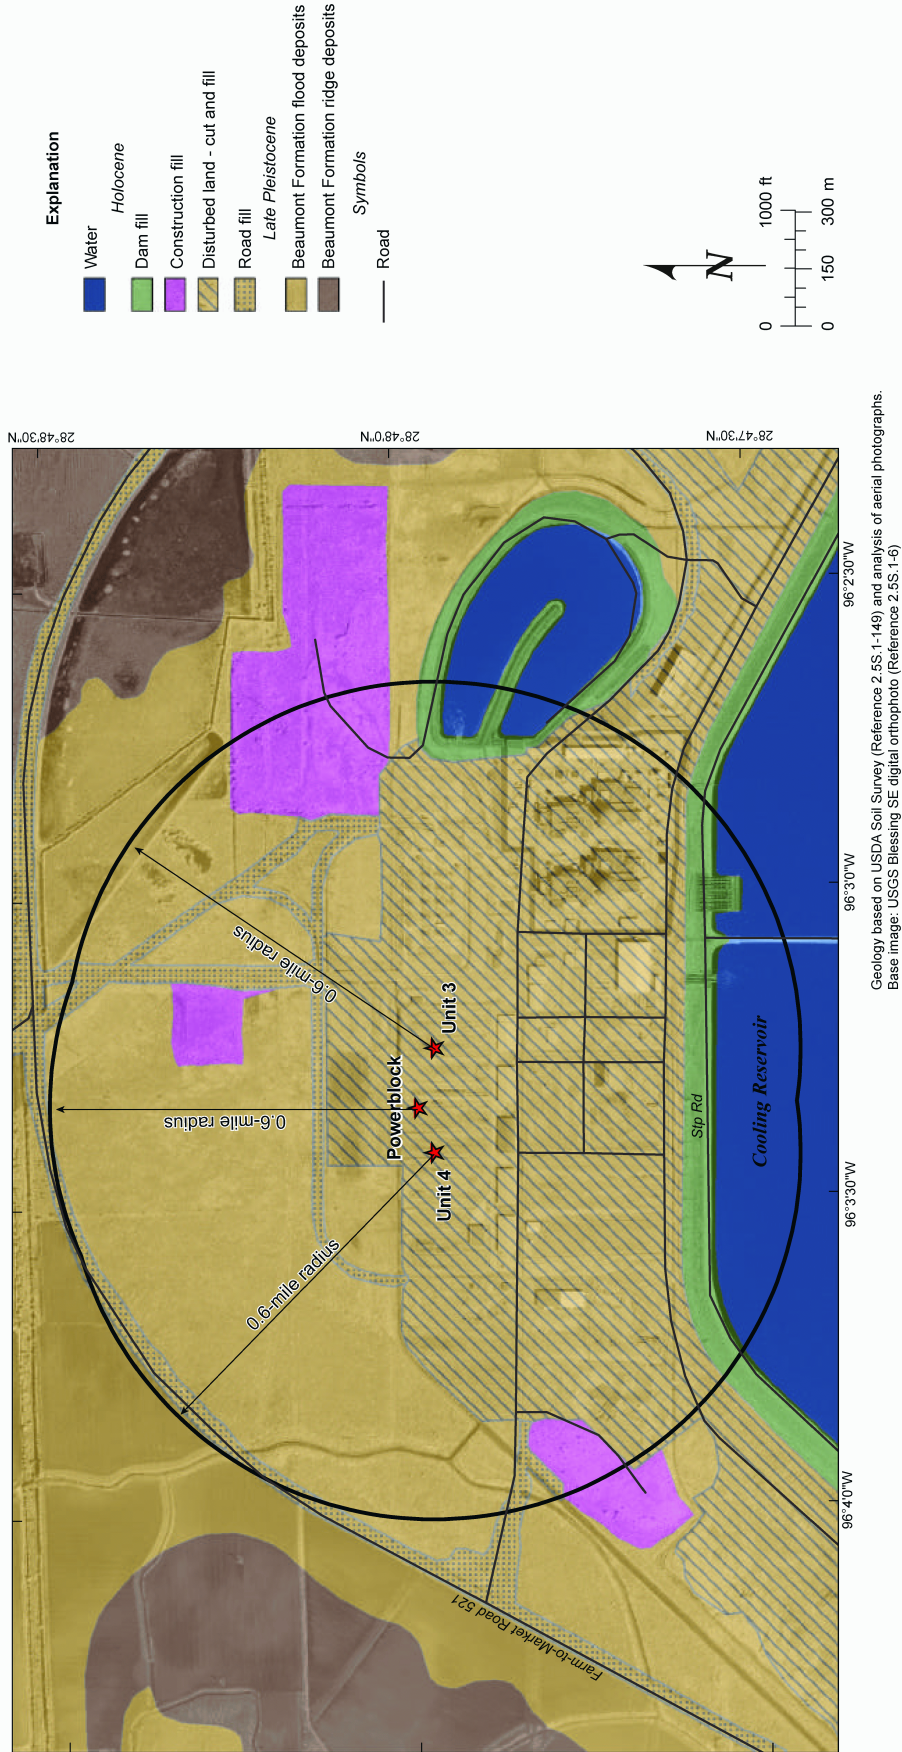 Explanation
Water
Holocene
Dam fill
Construction fill
Disturbed land - cut and fill
Road fill
Late Pleistocene
Beaumont Formation flood deposits
Beaumont Formation ridge deposits
Symbols
Road
N
0 1000 ft
0 150 300 m
28°48'30"N
28°48'0"N
28°47'30"N
96°2'30"W
96°3'0"W
96°3'30"W
96°4'0"W
0.6-mile radius
0.6-mile radius
0.6-mile radius
Unit 3
Powerblock
Unit 4
Stp Rd
Cooling Reservoir
Farm-to-Market Road 521
Geology based on USDA Soil Survey (Reference 2.5S.1-149) and analysis of aerial photographs.
Base image: USGS Blessing SE digital orthophoto (Reference 2.5S.1-6)